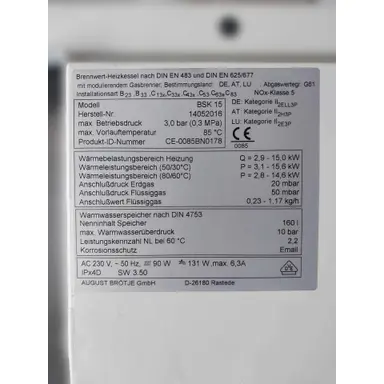 Brennwert-Heizkessel nach DIN EN 483 und DIN EN 625/677
mit modulierendem Gasbrenner, Bestimmungsland: DE, AT, LU Abgaswertegr. G61
Installationsart B23, B33, C13x, C33x, C43x, C53, C63x, C83 NOx-Klasse 5
Modell BSK 15
Herstell-Nr. 14052016
max. Betriebsdruck 3,0 bar (0,3 MPa)
max. Vorlauftemperatur 85 °C
Produkt-ID-Nummer CE-0085BN0178
DE: Kategorie II2ELL3P
AT: Kategorie II2H3P
LU: Kategorie II2E3P
CE
0085
Wärmebelastungsbereich Heizung Q = 2,9 - 15,0 kW
Wärmeleistungsbereich (50/30°C) P = 3,1 - 15,6 kW
Wärmeleistungsbereich (80/60°C) P = 2,8 - 14,6 kW
Anschlußdruck Erdgas 20 mbar
Anschlußdruck Flüssiggas 50 mbar
Anschlußwert Flüssiggas 0,23 - 1,17 kg/h
Warmwasserspeicher nach DIN 4753
Nenninhalt Speicher 160 l
max. Warmwasserüberdruck 10 bar
Leistungskennzahl NL bei 60 °C 2,2
Korrosionsschutz Email
AC 230 V, ~ 50 Hz, 90 W 131 W, max. 6,3A
IPx4D SW 3.50
AUGUST BRÖTJE GmbH D-26180 Rastede